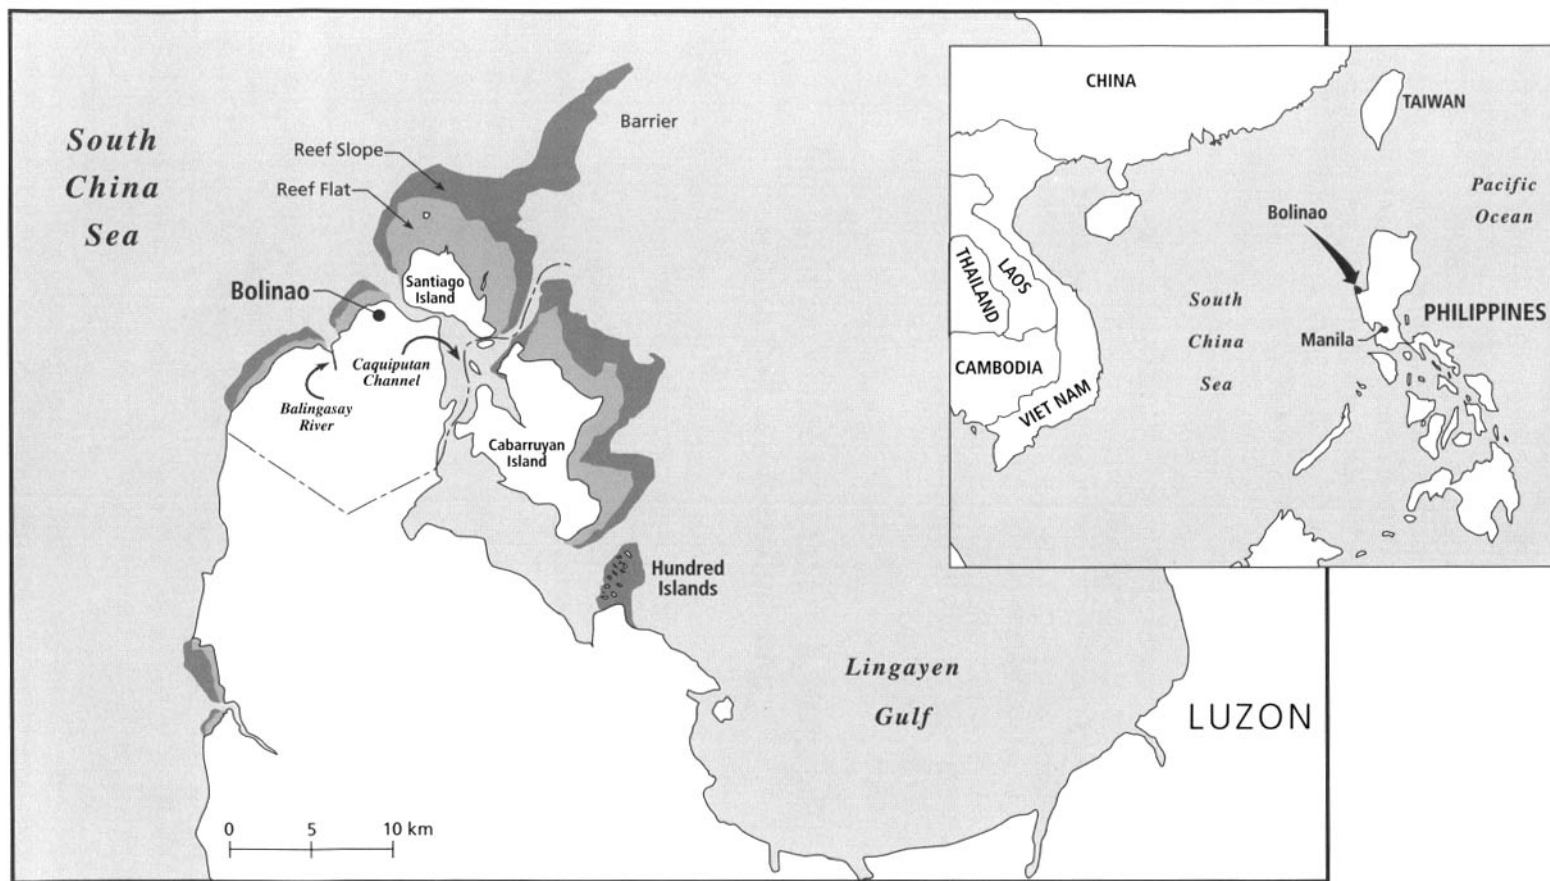 South
China
Sea
Barrier
Reef Slope
Reef Flat
Santiago
Island
Bolinao
Caquiputan
Channel
Balingasay
River
Cabarruyan
Island
Hundred
Islands
Lingayen
Gulf
LUZON
0 5 10 km
CHINA
TAIWAN
Pacific
Ocean
Bolinao
THAILAND
LAOS
South
China
Sea
PHILIPPINES
Manila
CAMBODIA
VIET NAM